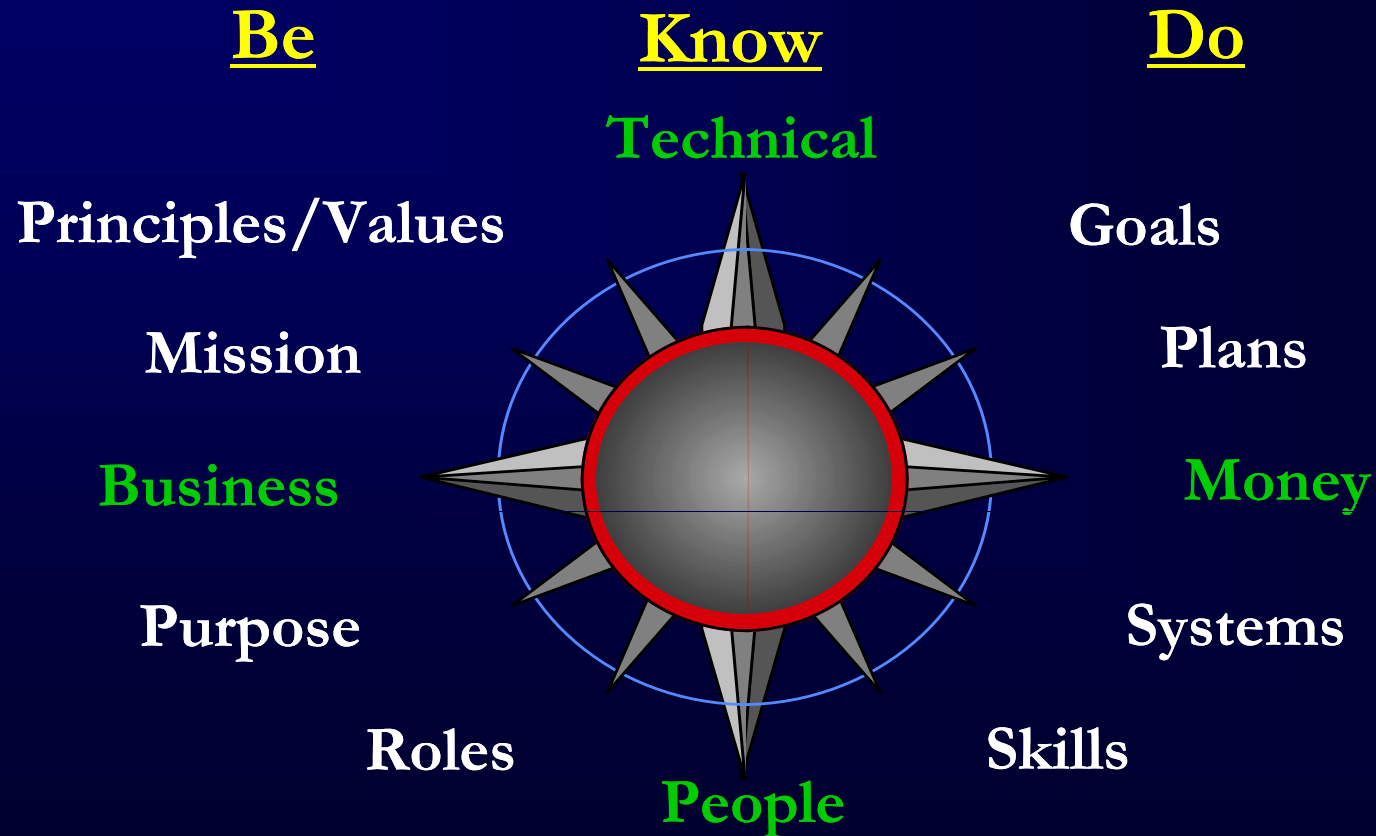 Be Know Do
Technical
Principles/Values Goals
Mission Plans
Business Money
Purpose Systems
Roles Skills
People